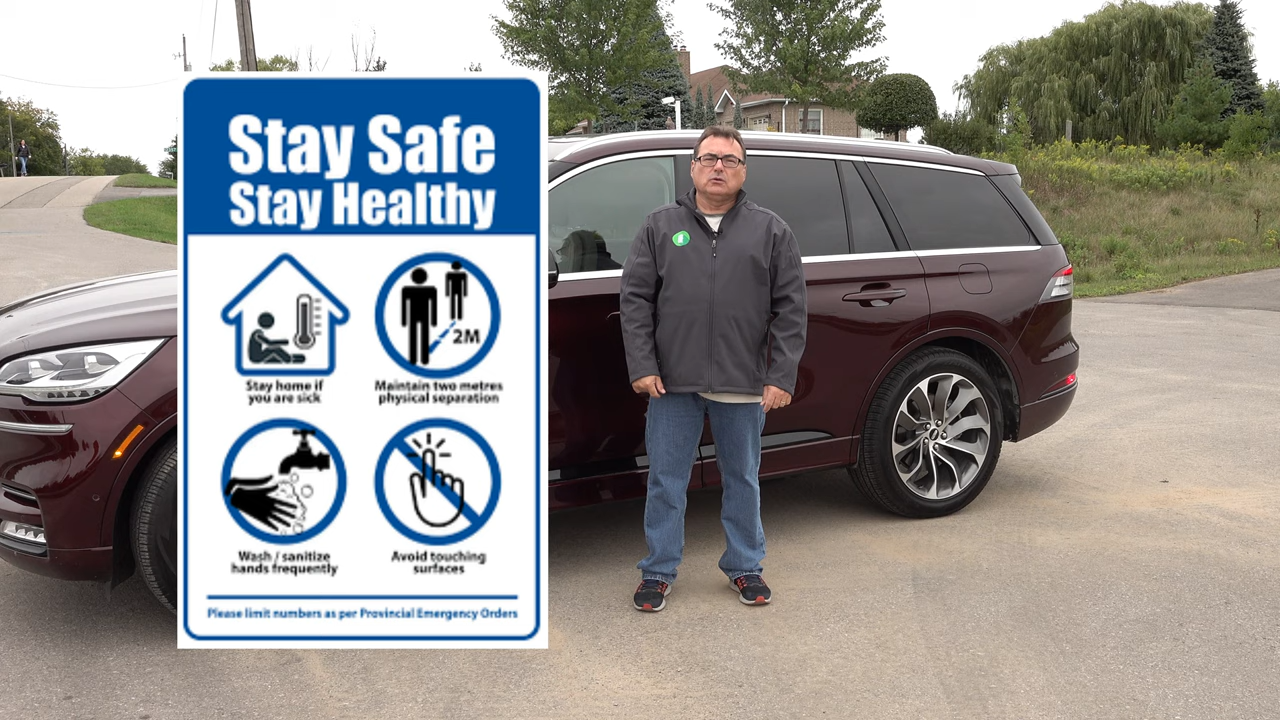 Stay Safe
Stay Healthy
2M
Stay home if
you are sick
Maintain two metres
physical separation
Wash / sanitize
hands frequently
Avoid touching
surfaces
Please limit numbers as per Provincial Emergency Orders